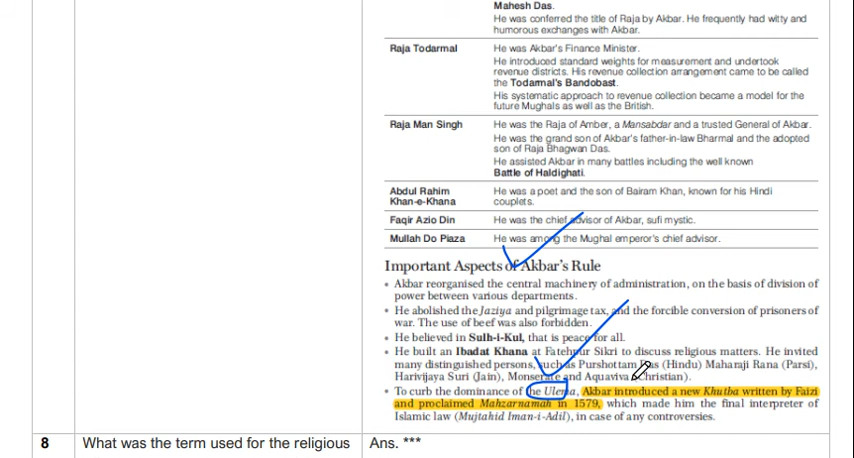 Mahesh Das.
He was conferred the title of Raja by Akbar. He frequently had witty and
humorous exchanges with Akbar.
Raja Todarmal He was Akbar's Finance Minister.
He introduced standard weights for measurement and undertook
revenue districts. His revenue collection arrangement came to be called
the Todarmal's Bandobast.
His systematic approach to revenue collection became a model for the
future Mughals as well as the British.
Raja Man Singh He was the Raja of Amber, a Mansabdar and a trusted General of Akbar.
He was the grand son of Akbar's father-in-law Bharmal and the adopted
son of Raja Bhagwan Das.
He assisted Akbar in many battles including the well known
Battle of Haldighati.
Abdul Rahim He was a poet and the son of Bairam Khan, known for his Hindi
Khan-e-Khana couplets.
Faqir Azio Din He was the chief advisor of Akbar, sufi mystic.
Mullah Do Piaza He was among the Mughal emperor's chief advisor.
Important Aspects of Akbar's Rule
• Akbar reorganised the central machinery of administration, on the basis of division of
power between various departments.
• He abolished the Jaziya and pilgrimage tax, and the forcible conversion of prisoners of
war. The use of beef was also forbidden.
• He believed in Sulh-i-Kul, that is peace for all.
• He built an Ibadat Khana at Fatehpur Sikri to discuss religious matters. He invited
many distinguished persons, such as Purshottam Das (Hindu) Maharaji Rana (Parsi),
Harivijaya Suri (Jain), Monserate and Aquaviva (Christian).
• To curb the dominance of the Ulema, Akbar introduced a new Khutba written by Faizi
and proclaimed Mahzarnamah in 1579, which made him the final interpreter of
Islamic law (Mujtahid Iman-i-Adil), in case of any controversies.
8 What was the term used for the religious Ans. ***